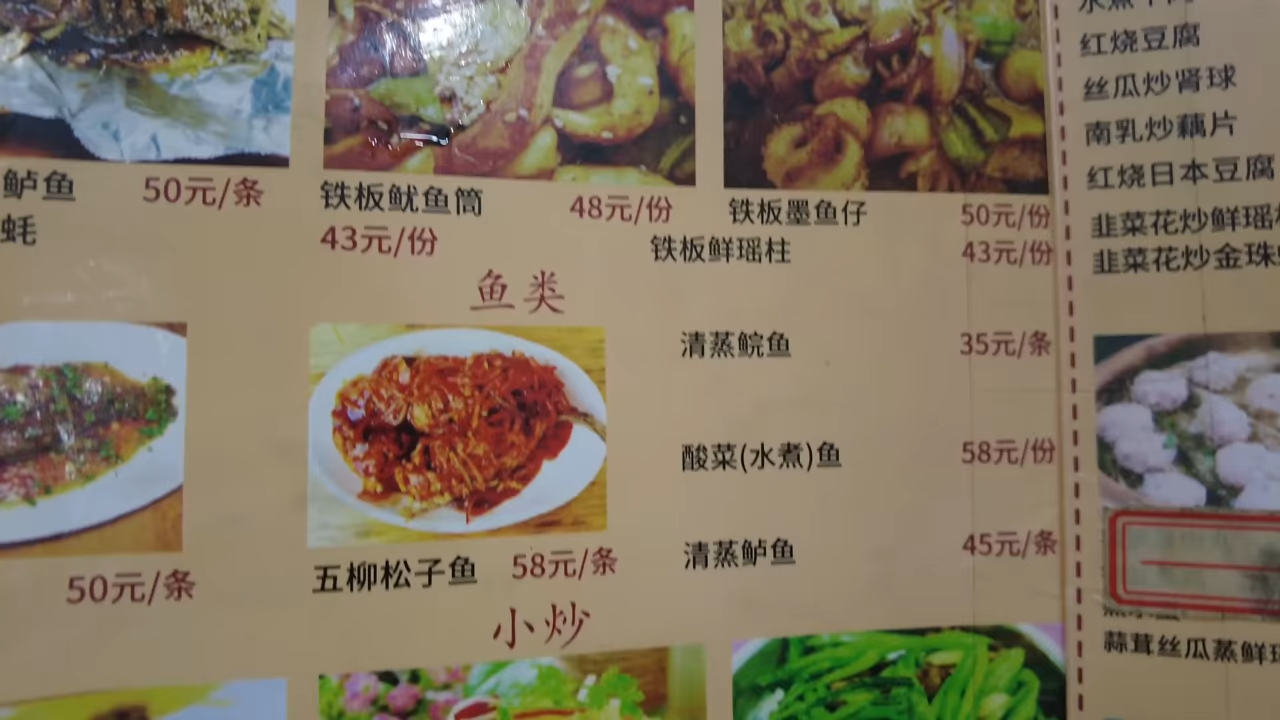 鲈鱼 50元/条
铁板鱿鱼筒 48元/份
铁板墨鱼仔 50元/份
蚝 43元/份
铁板鲜瑶柱 43元/份
鱼类
清蒸鲩鱼 35元/条
酸菜(水煮)鱼 58元/份
清蒸鲈鱼 45元/条
50元/条
五柳松子鱼 58元/条
小炒
红烧豆腐
丝瓜炒肾球
南乳炒藕片
红烧日本豆腐
韭菜花炒鲜瑶
韭菜花炒金珠
蒜茸丝瓜蒸鲜